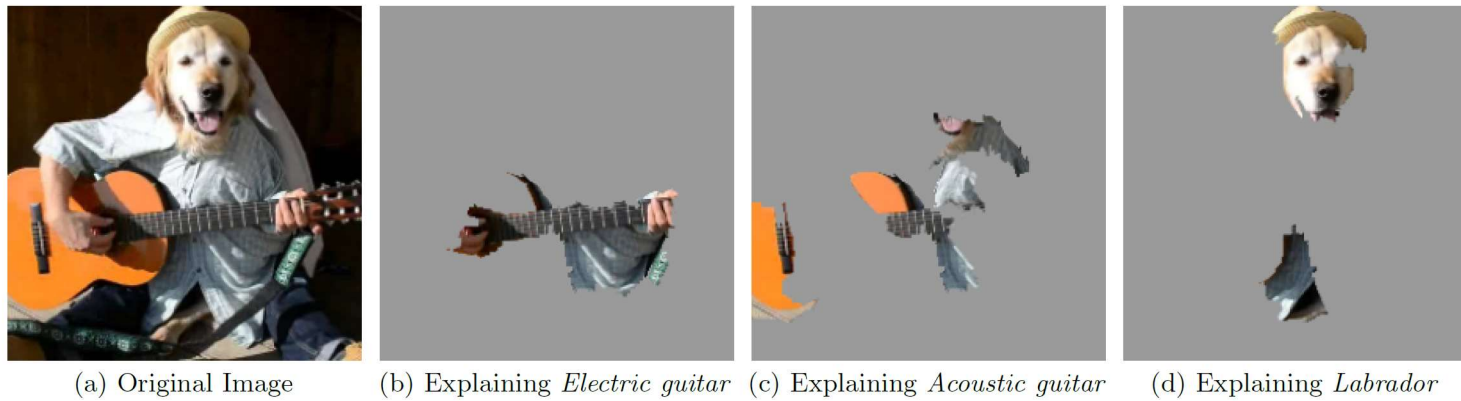 (a) Original Image
(b) Explaining Electric guitar
(c) Explaining Acoustic guitar
(d) Explaining Labrador